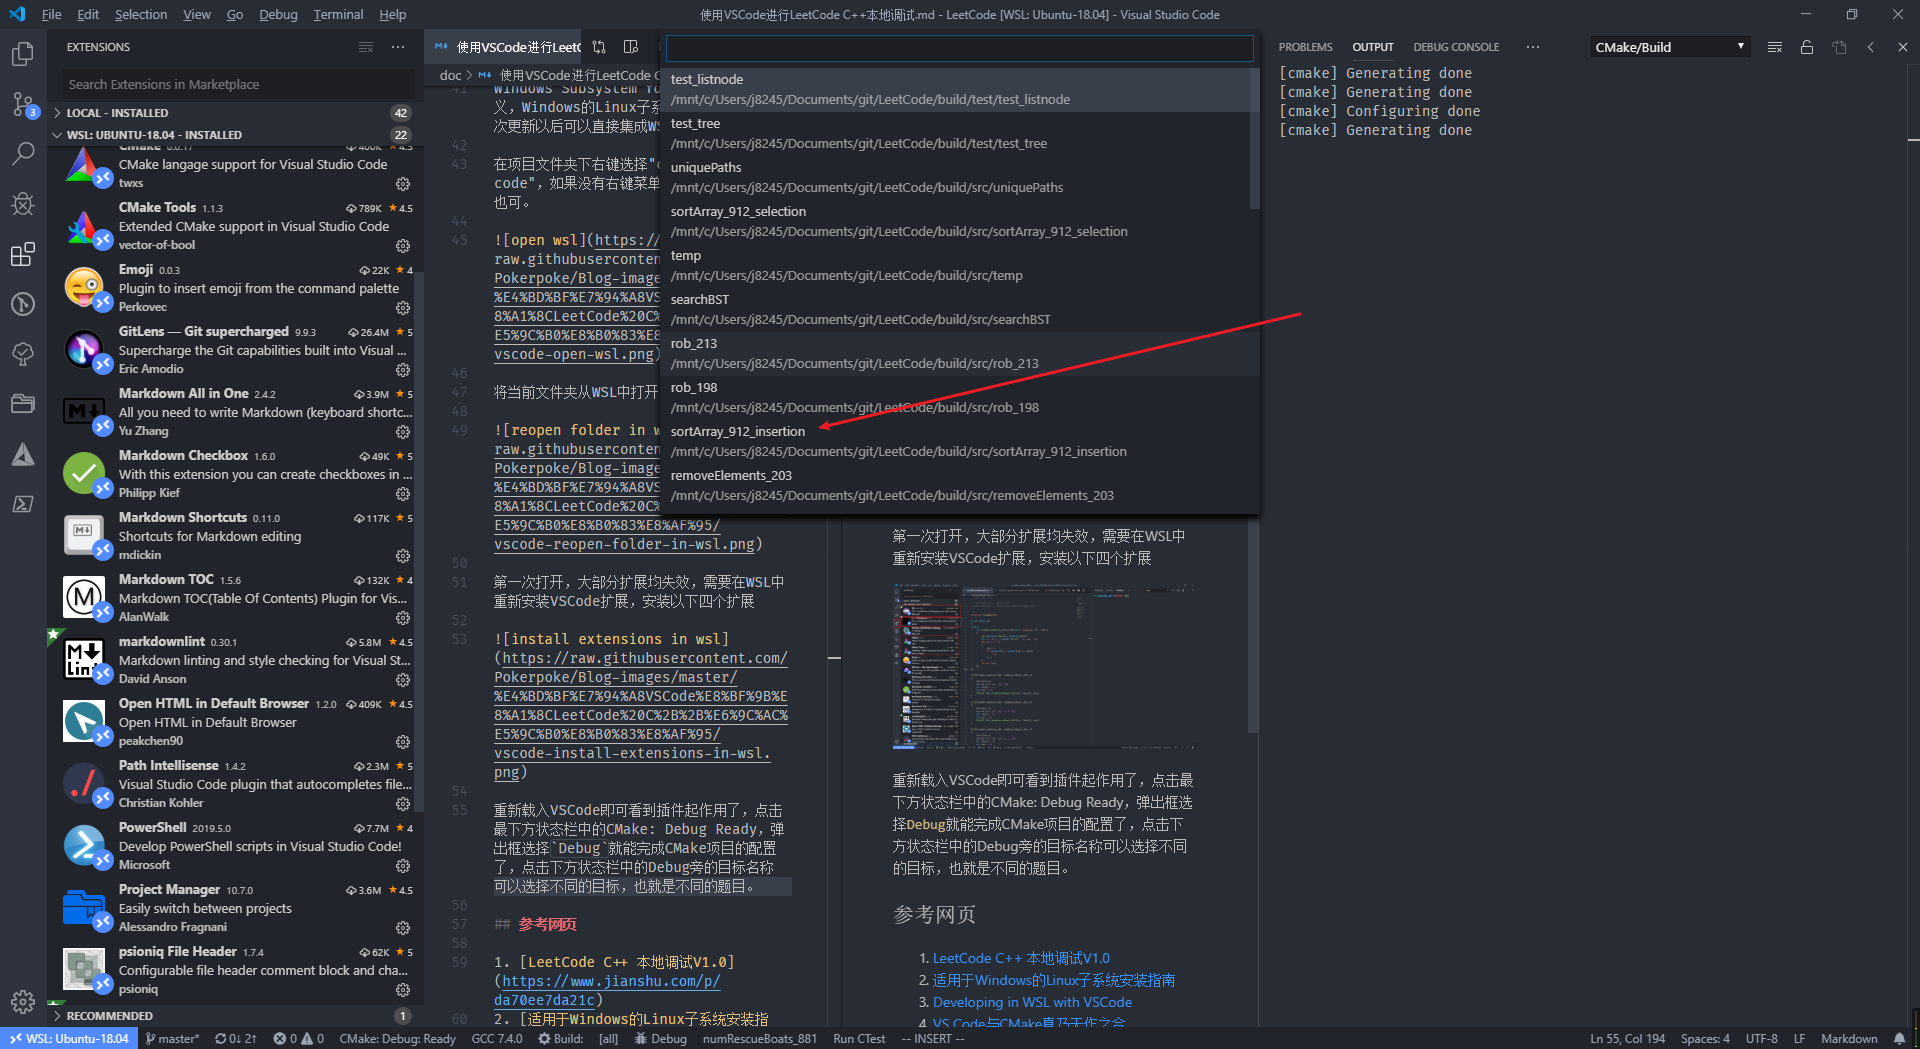 File Edit Selection View Go Debug Terminal Help
使用VSCode进行LeetCode C++本地调试.md - LeetCode [WSL: Ubuntu-18.04] - Visual Studio Code
EXTENSIONS
Search Extensions in Marketplace
LOCAL - INSTALLED 42
WSL: UBUNTU-18.04 - INSTALLED 22
CMake 0.0.17 400K 4.5
CMake langage support for Visual Studio Code
twxs
CMake Tools 1.1.3 789K 4.5
Extended CMake support in Visual Studio Code
vector-of-bool
Emoji 0.0.3 22K 4
Plugin to insert emoji from the command palette
Perkovec
GitLens — Git supercharged 9.9.3 26.4M 5
Supercharge the Git capabilities built into Visual ...
Eric Amodio
Markdown All in One 2.4.2 3.9M 5
All you need to write Markdown (keyboard shortc...
Yu Zhang
Markdown Checkbox 1.6.0 49K 5
With this extension you can create checkboxes in ...
Philipp Kief
Markdown Shortcuts 0.11.0 117K 5
Shortcuts for Markdown editing
mdickin
Markdown TOC 1.5.6 132K 4
Markdown TOC(Table Of Contents) Plugin for Vis...
AlanWalk
markdownlint 0.30.1 5.8M 4.5
Markdown linting and style checking for Visual St...
David Anson
Open HTML in Default Browser 1.2.0 409K 4.5
Open HTML in Default Browser
peakchen90
Path Intellisense 1.4.2 2.3M 5
Visual Studio Code plugin that autocompletes file...
Christian Kohler
PowerShell 2019.5.0 7.7M 4
Develop PowerShell scripts in Visual Studio Code!
Microsoft
Project Manager 10.7.0 3.6M 4.5
Easily switch between projects
Alessandro Fragnani
psioniq File Header 1.7.4 62K 5
Configurable file header comment block and cha...
psioniq
RECOMMENDED 1
3
使用VSCode进行LeetC
doc > 使用VSCode进行LeetCode C
41 Windows Subsystem fo
义，Windows的Linux子系
次更新以后可以直接集成WS
42
43 在项目文件夹下右键选择"o
code"，如果没有右键菜单
也可。
44
45 ![open wsl](https://
raw.githubusercontent
Pokerpoke/Blog-image
%E4%BD%BF%E7%94%A8VS
8%A1%8CLeetCode%20C%
E5%9C%B0%E8%B0%83%E8
vscode-open-wsl.png)
46
47 将当前文件夹从WSL中打开
48
49 ![reopen folder in w
raw.githubusercontent
Pokerpoke/Blog-image
%E4%BD%BF%E7%94%A8VS
8%A1%8CLeetCode%20C%
E5%9C%B0%E8%B0%83%E8%AF%95/
vscode-reopen-folder-in-wsl.png)
50
51 第一次打开，大部分扩展均失效，需要在WSL中
重新安装VSCode扩展，安装以下四个扩展
52
53 ![install extensions in wsl]
(https://raw.githubusercontent.com/
Pokerpoke/Blog-images/master/
%E4%BD%BF%E7%94%A8VSCode%E8%BF%9B%E
8%A1%8CLeetCode%20C%2B%2B%E6%9C%AC%
E5%9C%B0%E8%B0%83%E8%AF%95/
vscode-install-extensions-in-wsl.
png)
54
55 重新载入VSCode即可看到插件起作用了，点击
最下方状态栏中的CMake: Debug Ready，弹
出框选择`Debug`就能完成CMake项目的配置
了，点击下方状态栏中的Debug旁的目标名称
可以选择不同的目标，也就是不同的题目。
56
57 ## 参考网页
58
59 1. [LeetCode C++ 本地调试V1.0]
(https://www.jianshu.com/p/
da70ee7da21c)
60 2. [适用于Windows的Linux子系统安装指
test_listnode
/mnt/c/Users/j8245/Documents/git/LeetCode/build/test/test_listnode
test_tree
/mnt/c/Users/j8245/Documents/git/LeetCode/build/test/test_tree
uniquePaths
/mnt/c/Users/j8245/Documents/git/LeetCode/build/src/uniquePaths
sortArray_912_selection
/mnt/c/Users/j8245/Documents/git/LeetCode/build/src/sortArray_912_selection
temp
/mnt/c/Users/j8245/Documents/git/LeetCode/build/src/temp
searchBST
/mnt/c/Users/j8245/Documents/git/LeetCode/build/src/searchBST
rob_213
/mnt/c/Users/j8245/Documents/git/LeetCode/build/src/rob_213
rob_198
/mnt/c/Users/j8245/Documents/git/LeetCode/build/src/rob_198
sortArray_912_insertion
/mnt/c/Users/j8245/Documents/git/LeetCode/build/src/sortArray_912_insertion
removeElements_203
/mnt/c/Users/j8245/Documents/git/LeetCode/build/src/removeElements_203
第一次打开，大部分扩展均失效，需要在WSL中
重新安装VSCode扩展，安装以下四个扩展
重新载入VSCode即可看到插件起作用了，点击最
下方状态栏中的CMake: Debug Ready，弹出框选
择Debug就能完成CMake项目的配置了，点击下
方状态栏中的Debug旁的目标名称可以选择不同
的目标，也就是不同的题目。
参考网页
1. LeetCode C++ 本地调试V1.0
2. 适用于Windows的Linux子系统安装指南
3. Developing in WSL with VSCode
4. VS Code与CMake真乃天作之合
PROBLEMS OUTPUT DEBUG CONSOLE ... CMake/Build
[cmake] Generating done
[cmake] Generating done
[cmake] Configuring done
[cmake] Generating done
WSL: Ubuntu-18.04 master* 0↓ 2↑ 0 0 CMake: Debug: Ready GCC 7.4.0 Build: [all] Debug numRescueBoats_881 Run CTest -- INSERT -- Ln 55, Col 194 Spaces: 4 UTF-8 LF Markdown